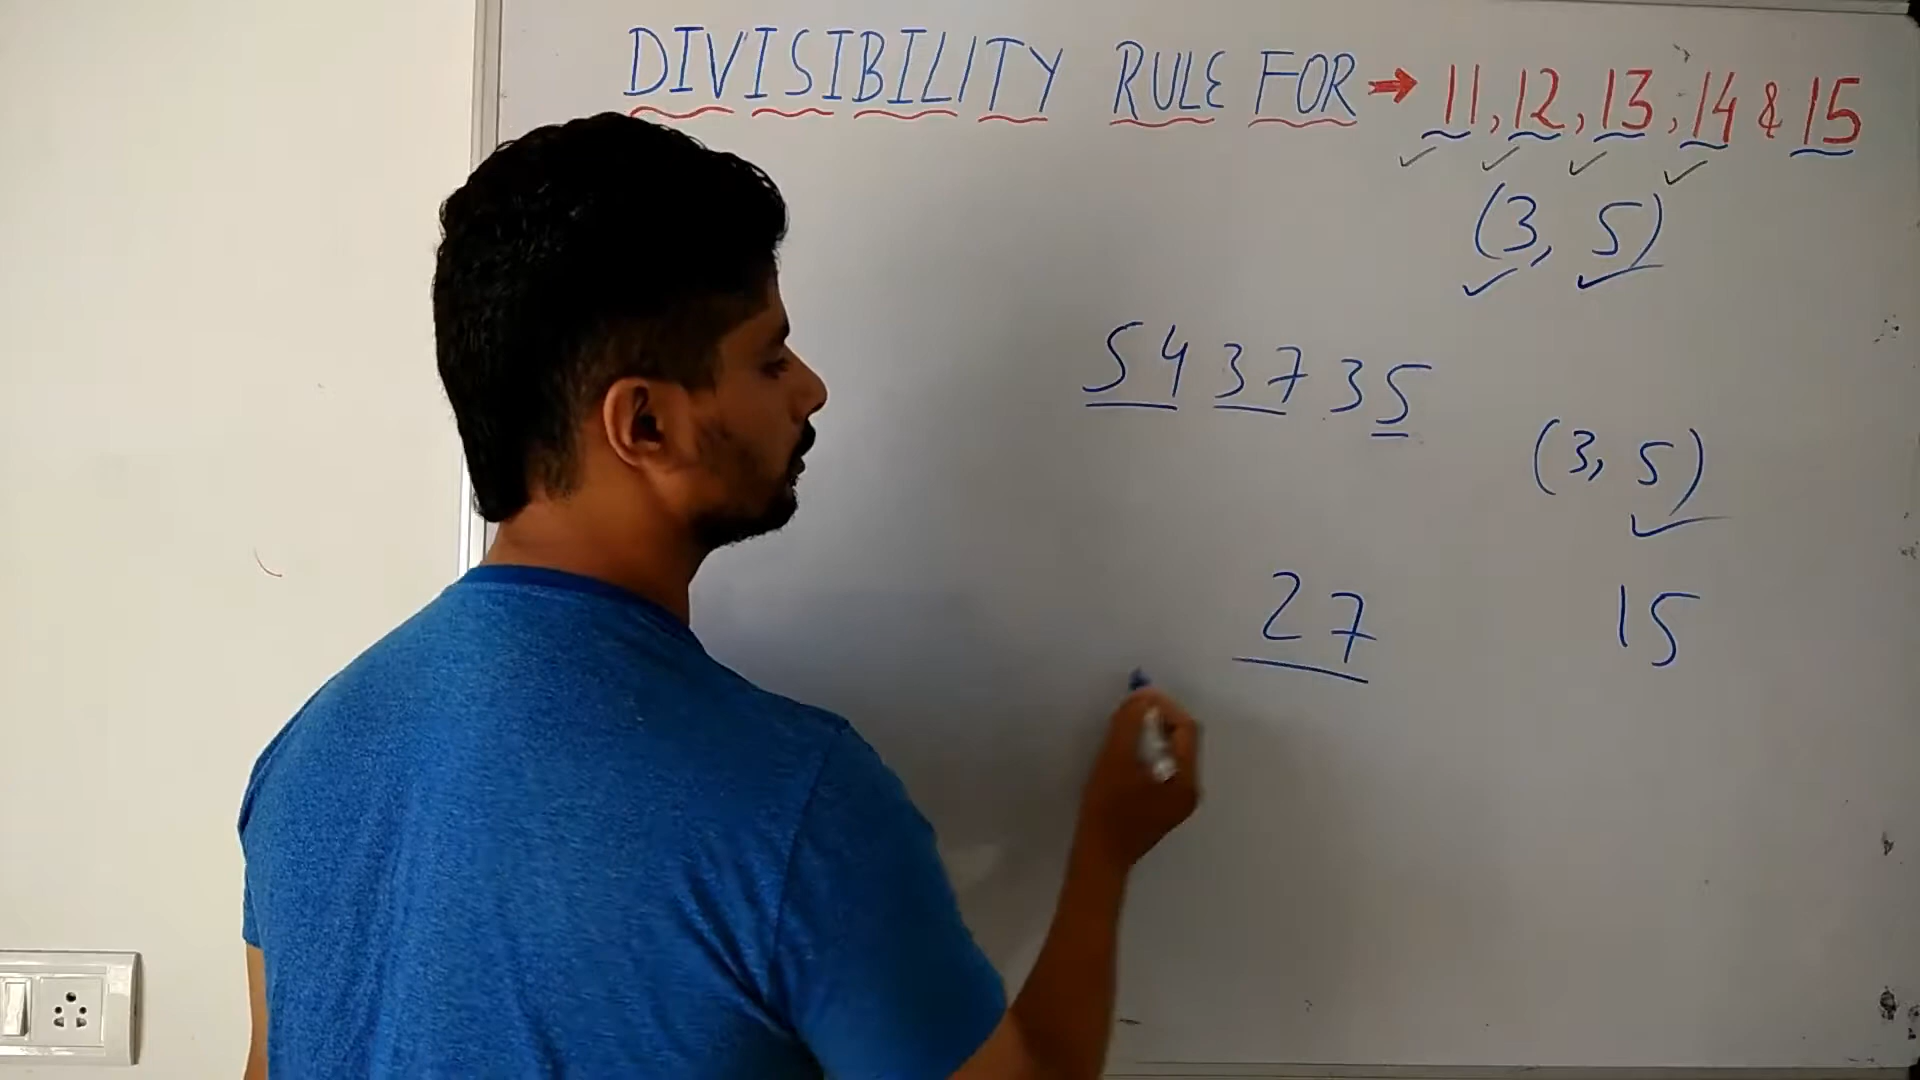 DIVISIBILITY RULE FOR → 11, 12, 13, 14 & 15
(3, 5)
543735
(3, 5)
27 15